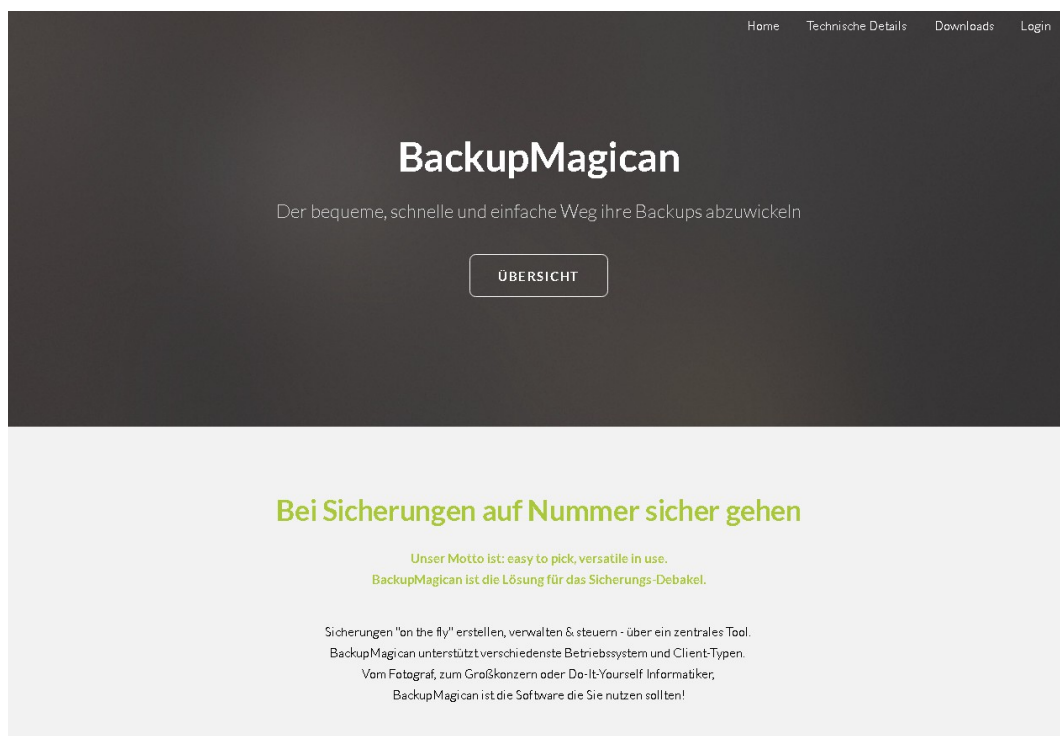 Home Technische Details Downloads Login
BackupMagican
Der bequeme, schnelle und einfache Weg ihre Backups abzuwickeln
ÜBERSICHT
Bei Sicherungen auf Nummer sicher gehen
Unser Motto ist: easy to pick, versatile in use.
BackupMagican ist die Lösung für das Sicherungs-Debakel.
Sicherungen "on the fly" erstellen, verwalten & steuern - über ein zentrales Tool.
BackupMagican unterstützt verschiedenste Betriebssystem und Client-Typen.
Vom Fotograf, zum Großkonzern oder Do-It-Yourself Informatiker,
BackupMagican ist die Software die Sie nutzen sollten!